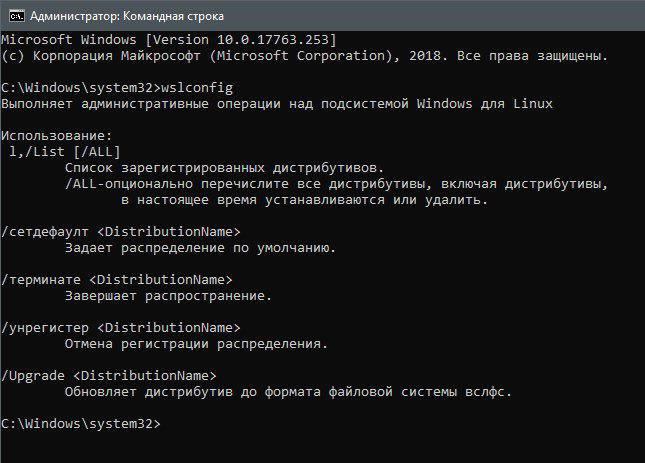 Администратор: Командная строка
Microsoft Windows [Version 10.0.17763.253]
(c) Корпорация Майкрософт (Microsoft Corporation), 2018. Все права защищены.
C:\Windows\system32>wslconfig
Выполняет административные операции над подсистемой Windows для Linux
Использование:
l,/List [/ALL]
Список зарегистрированных дистрибутивов.
/ALL-опционально перечислите все дистрибутивы, включая дистрибутивы,
в настоящее время устанавливаются или удалить.
/сетдефаулт <DistributionName>
Задает распределение по умолчанию.
/терминате <DistributionName>
Завершает распространение.
/унрегистер <DistributionName>
Отмена регистрации распределения.
/Upgrade <DistributionName>
Обновляет дистрибутив до формата файловой системы вслфс.
C:\Windows\system32>